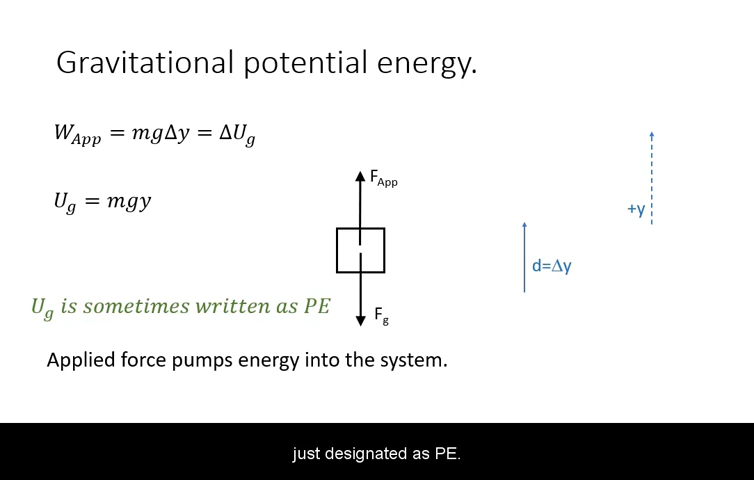 Gravitational potential energy.
W_App = mgΔy = ΔU_g
U_g = mgy
F_App
+y
d=Δy
U_g is sometimes written as PE
F_g
Applied force pumps energy into the system.
just designated as PE.